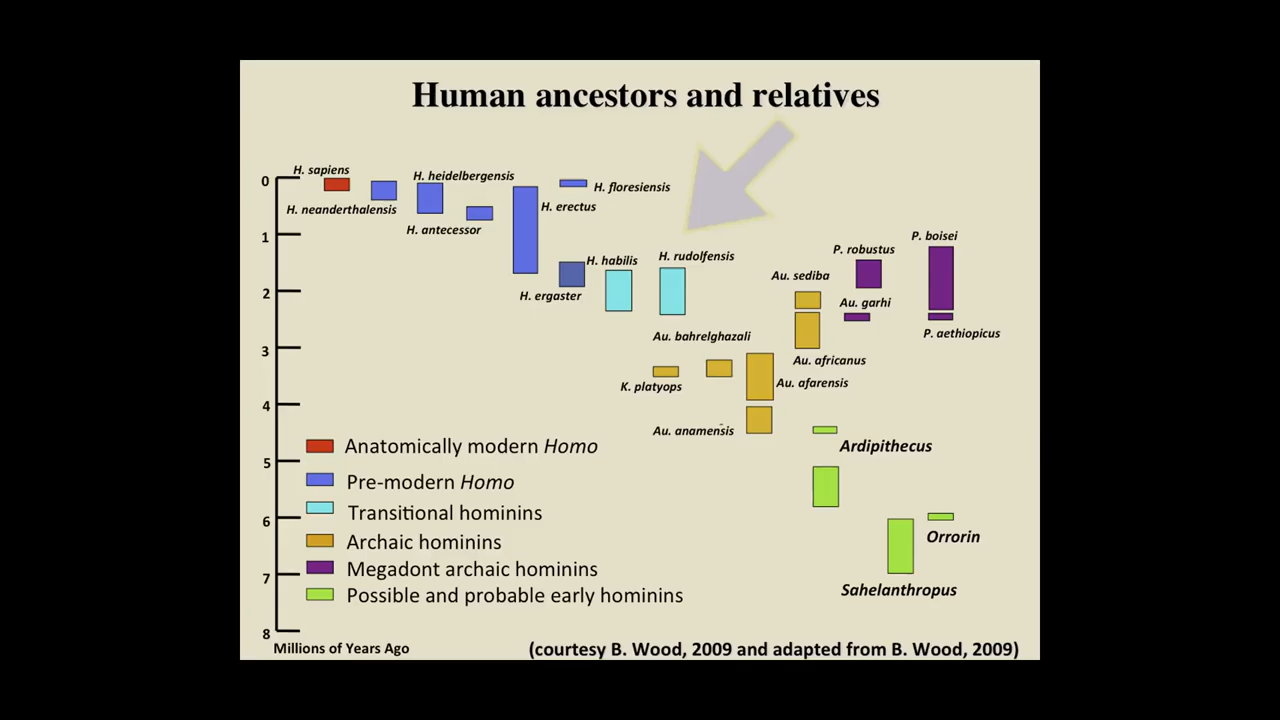 Human ancestors and relatives
H. sapiens
H. heidelbergensis
0
H. floresiensis
H. neanderthalensis
H. erectus
H. antecessor
1
P. boisei
P. robustus
H. habilis
H. rudolfensis
Au. sediba
2
H. ergaster
Au. garhi
P. aethiopicus
Au. bahrelghazali
3
Au. africanus
K. platyops
Au. afarensis
4
Au. anamensis
Anatomically modern Homo
Ardipithecus
5
Pre-modern Homo
Transitional hominins
6
Orrorin
Archaic hominins
Megadont archaic hominins
7
Sahelanthropus
Possible and probable early hominins
8
Millions of Years Ago
(courtesy B. Wood, 2009 and adapted from B. Wood, 2009)